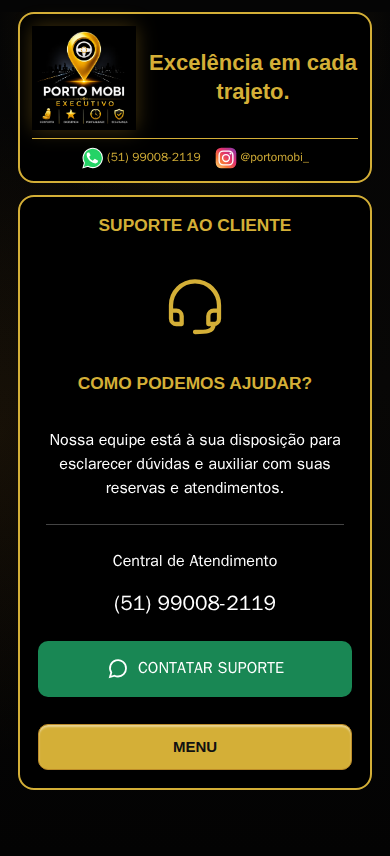 PORTO MOBI
EXECUTIVO
Excelência em cada
trajeto.
(51) 99008-2119
@portomobi_
SUPORTE AO CLIENTE
COMO PODEMOS AJUDAR?
Nossa equipe está à sua disposição para
esclarecer dúvidas e auxiliar com suas
reservas e atendimentos.
Central de Atendimento
(51) 99008-2119
CONTATAR SUPORTE
MENU